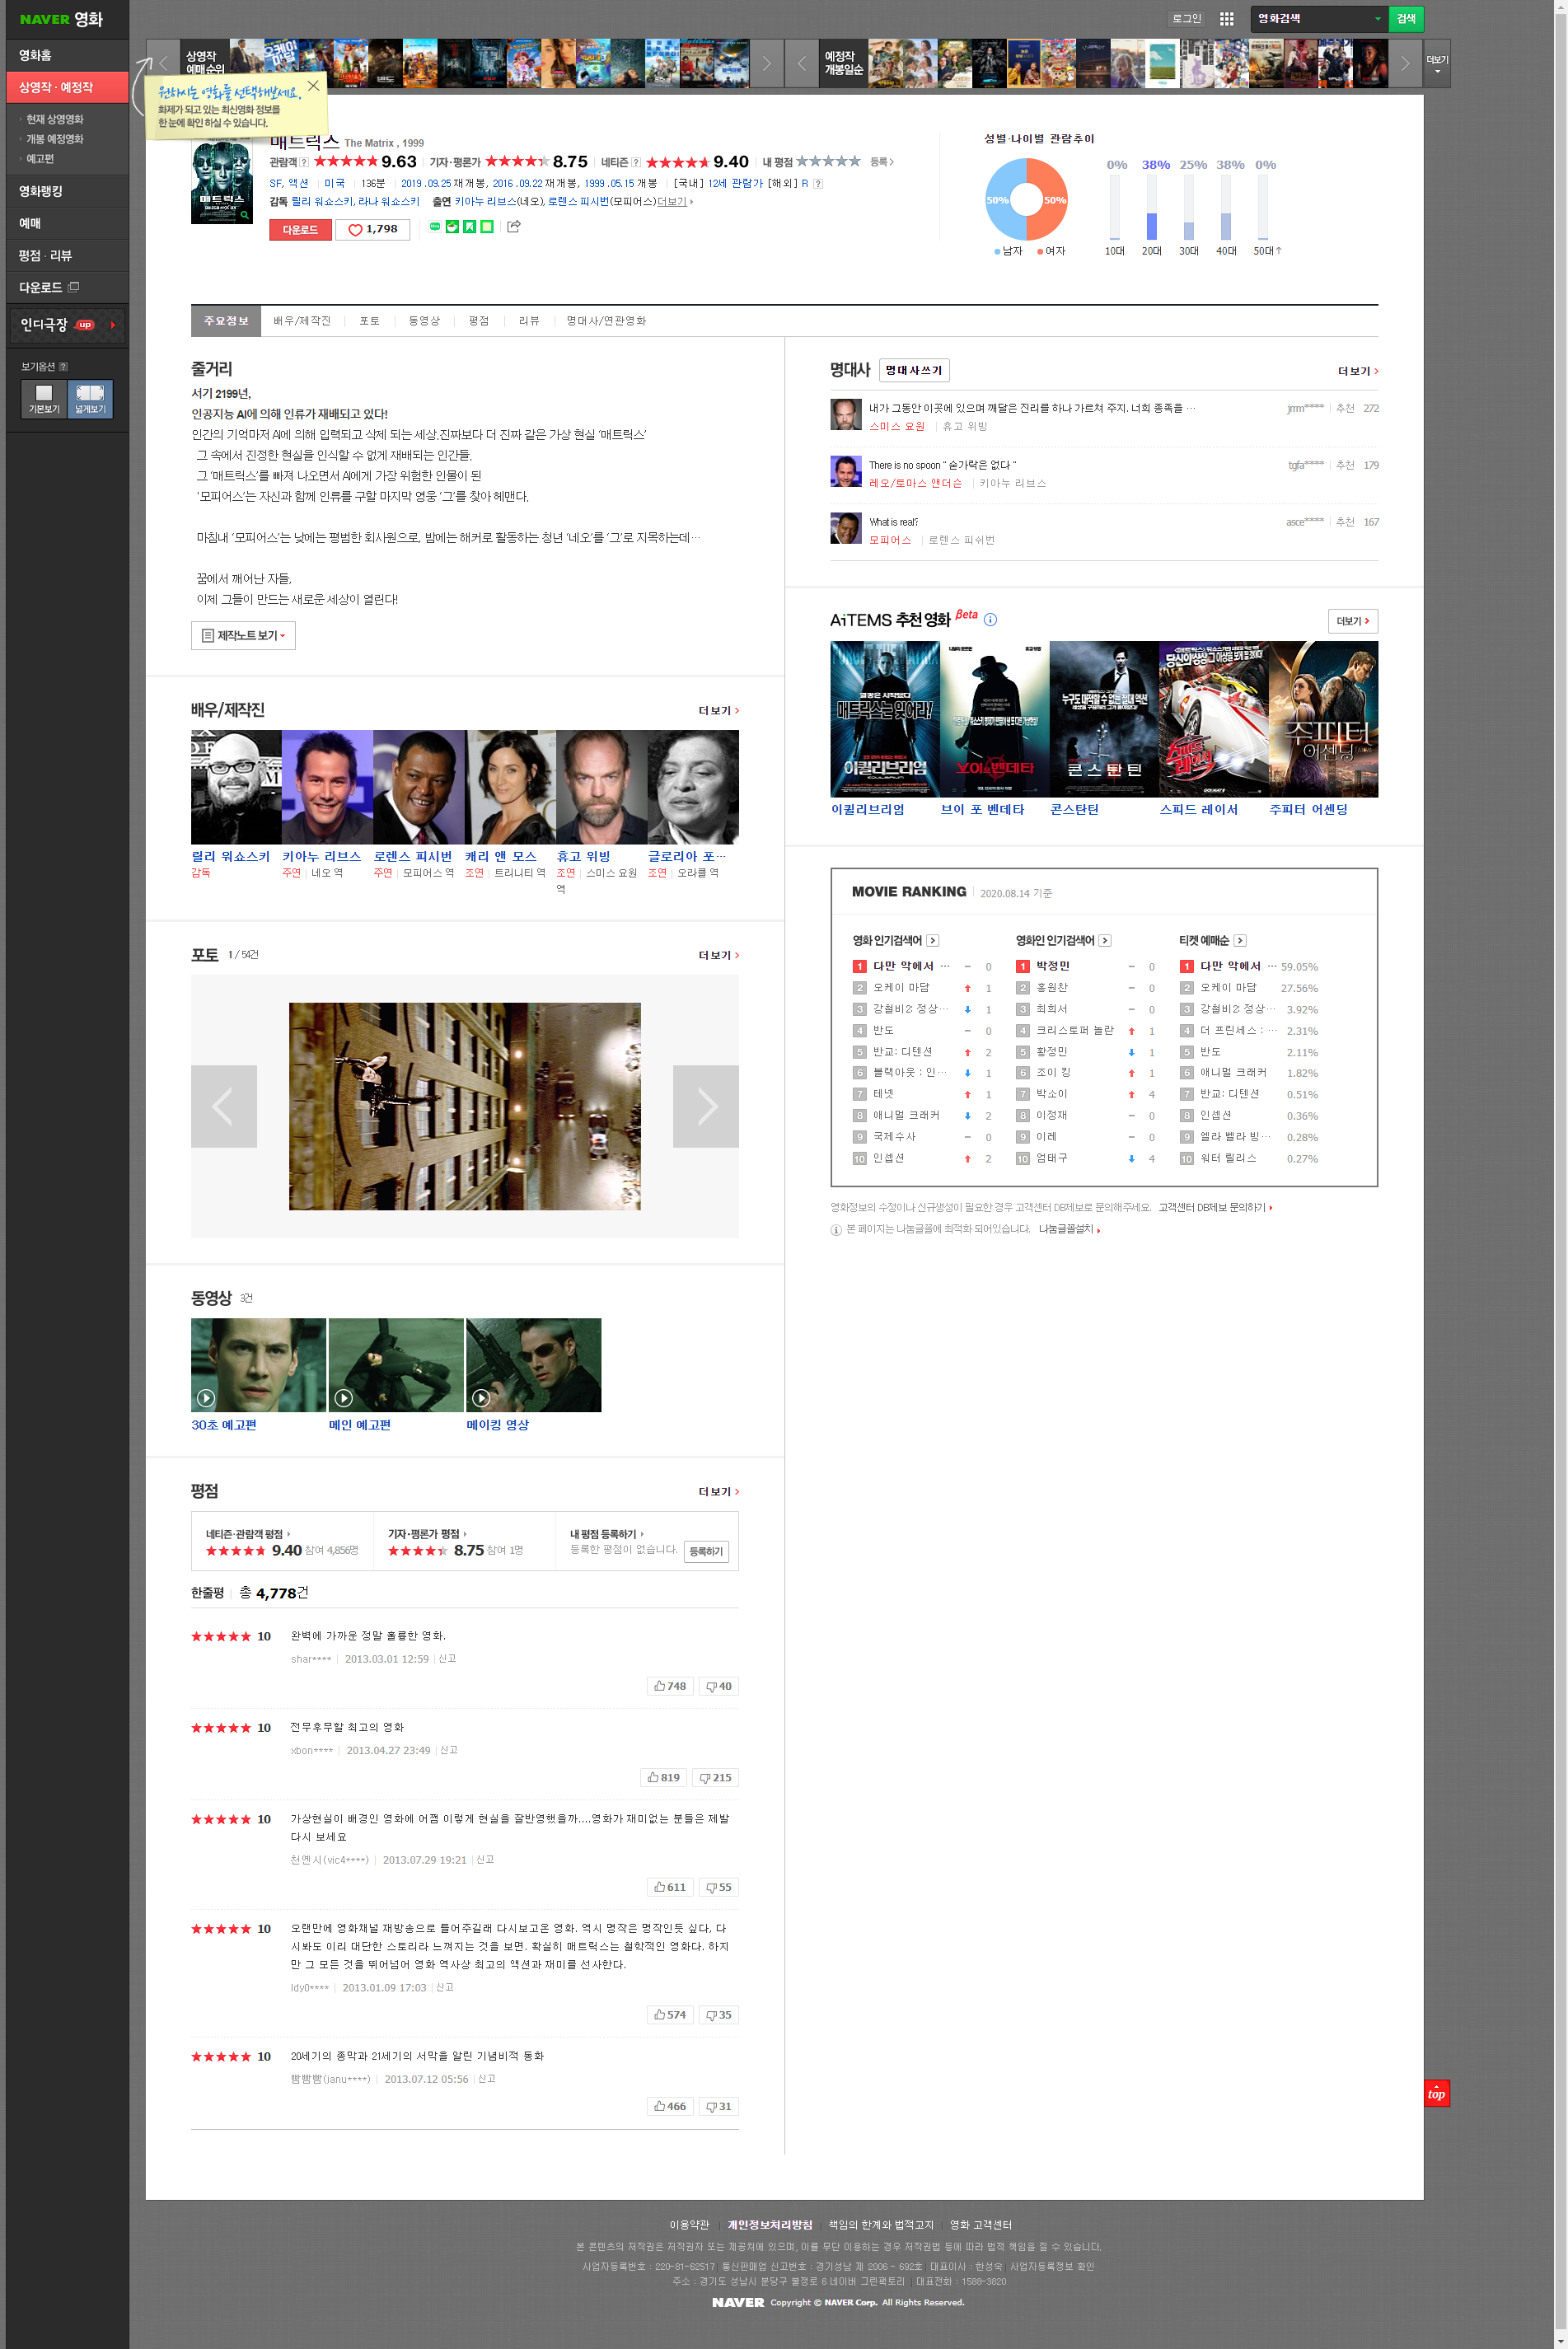 NAVER 영화
로그인
영화검색
검색
영화홈
상영작·예정작
현재 상영영화
개봉 예정영화
예고편
영화랭킹
예매
평점·리뷰
다운로드
인디극장 up
보기옵션 ?
기본보기
넓게보기
상영작
예매순위
예정작
개봉일순
더보기
원하시는 영화를 선택해보세요.
화제가 되고 있는 최신영화 정보를
한 눈에 확인 하실 수 있습니다.
매트릭스 The Matrix , 1999
관람객 ? 9.63 기자·평론가 8.75 네티즌 ? 9.40 내 평점 등록
SF, 액션 미국 136분 2019 .09.25 재개봉, 2016 .09.22 재개봉, 1999 .05.15 개봉 [국내] 12세 관람가 [해외] R ?
감독 릴리 워쇼스키, 라나 워쇼스키 출연 키아누 리브스(네오), 로렌스 피시번(모피어스) 더보기
다운로드 1,798
성별·나이별 관람추이
50% 50%
남자 여자
0% 38% 25% 38% 0%
10대 20대 30대 40대 50대↑
주요정보 배우/제작진 포토 동영상 평점 리뷰 명대사/연관영화
줄거리
서기 2199년,
인공지능 AI에 의해 인류가 재배되고 있다!
인간의 기억마저 AI에 의해 입력되고 삭제 되는 세상.진짜보다 더 진짜 같은 가상 현실 '매트릭스'
그 속에서 진정한 현실을 인식할 수 없게 재배되는 인간들.
그 '매트릭스'를 빠져 나오면서 AI에게 가장 위험한 인물이 된
'모피어스'는 자신과 함께 인류를 구할 마지막 영웅 '그'를 찾아 헤맨다.
마침내 '모피어스'는 낮에는 평범한 회사원으로, 밤에는 해커로 활동하는 청년 '네오'를 '그'로 지목하는데…
꿈에서 깨어난 자들,
이제 그들이 만드는 새로운 세상이 열린다!
제작노트 보기
배우/제작진 더보기
릴리 워쇼스키 키아누 리브스 로렌스 피시번 캐리 앤 모스 휴고 위빙 글로리아 포…
감독 주연 네오 역 주연 모피어스 역 조연 트리니티 역 조연 스미스 요원 역 조연 오라클 역
포토 1 / 54건 더보기
동영상 3건
30초 예고편 메인 예고편 메이킹 영상
평점 더보기
네티즌·관람객 평점 기자·평론가 평점 내 평점 등록하기
9.40 참여 4,856명 8.75 참여 1명 등록한 평점이 없습니다. 등록하기
한줄평 총 4,778건
10 완벽에 가까운 정말 훌륭한 영화.
shar**** 2013.03.01 12:59 신고
748 40
10 전무후무할 최고의 영화
xbon**** 2013.04.27 23:49 신고
819 215
10 가상현실이 배경인 영화에 어쩜 이렇게 현실을 잘반영했을까....영화가 재미없는 분들은 제발
다시 보세요
천옌시(vic4****) 2013.07.29 19:21 신고
611 55
10 오랜만에 영화채널 재방송으로 틀어주길래 다시보고온 영화. 역시 명작은 명작인듯 싶다. 다
시봐도 이리 대단한 스토리라 느껴지는 것을 보면. 확실히 매트릭스는 철학적인 영화다. 하지
만 그 모든 것을 뛰어넘어 영화 역사상 최고의 액션과 재미를 선사한다.
ldy0**** 2013.01.09 17:03 신고
574 35
10 20세기의 종막과 21세기의 서막을 알린 기념비적 동화
빰빰빰(janu****) 2013.07.12 05:56 신고
466 31
명대사 명대사쓰기 더보기
내가 그동안 이곳에 있으며 깨달은 진리를 하나 가르쳐 주지. 너희 종족을 … jrrm**** 추천 272
스미스 요원 휴고 위빙
There is no spoon " 숟가락은 없다 " tgfa**** 추천 179
레오/토마스 앤더슨 키아누 리브스
What is real? asce**** 추천 167
모피어스 로렌스 피쉬번
AiTEMS 추천 영화 βeta 더보기
매트릭스는 잊어라!
이퀼리브리엄
브이 포 벤데타
콘스탄틴
스피드 레이서
주피터 어센딩
이퀼리브리엄 브이 포 벤데타 콘스탄틴 스피드 레이서 주피터 어센딩
MOVIE RANKING 2020.08.14 기준
영화 인기검색어 영화인 인기검색어 티켓 예매순
1 다만 악에서 … - 0 1 박정민 - 0 1 다만 악에서 … 59.05%
2 오케이 마담 1 2 홍원찬 - 0 2 오케이 마담 27.56%
3 강철비2: 정상… 1 3 최희서 - 0 3 강철비2: 정상… 3.92%
4 반도 - 0 4 크리스토퍼 놀란 1 4 더 프린세스 : … 2.31%
5 반교: 디텐션 2 5 황정민 1 5 반도 2.11%
6 블랙아웃 : 인… 1 6 조이 킹 1 6 애니멀 크래커 1.82%
7 테넷 1 7 박소이 4 7 반교: 디텐션 0.51%
8 애니멀 크래커 2 8 이정재 - 0 8 인셉션 0.36%
9 국제수사 - 0 9 이레 - 0 9 엘라 벨라 빙… 0.28%
10 인셉션 2 10 엄태구 4 10 워터 릴리스 0.27%
영화정보의 수정이나 신규생성이 필요한 경우 고객센터 DB제보로 문의해주세요. 고객센터 DB제보 문의하기
본 페이지는 나눔글꼴에 최적화 되어있습니다. 나눔글꼴설치
top
이용약관 개인정보처리방침 책임의 한계와 법적고지 영화 고객센터
본 콘텐츠의 저작권은 저작권자 또는 제공처에 있으며, 이를 무단 이용하는 경우 저작권법 등에 따라 법적 책임을 질 수 있습니다.
사업자등록번호 : 220-81-62517 통신판매업 신고번호 : 경기성남 제 2006 - 692호 대표이사 : 한성숙 사업자등록정보 확인
주소 : 경기도 성남시 분당구 불정로 6 네이버 그린팩토리 대표전화 : 1588-3820
NAVER Copyright © NAVER Corp. All Rights Reserved.